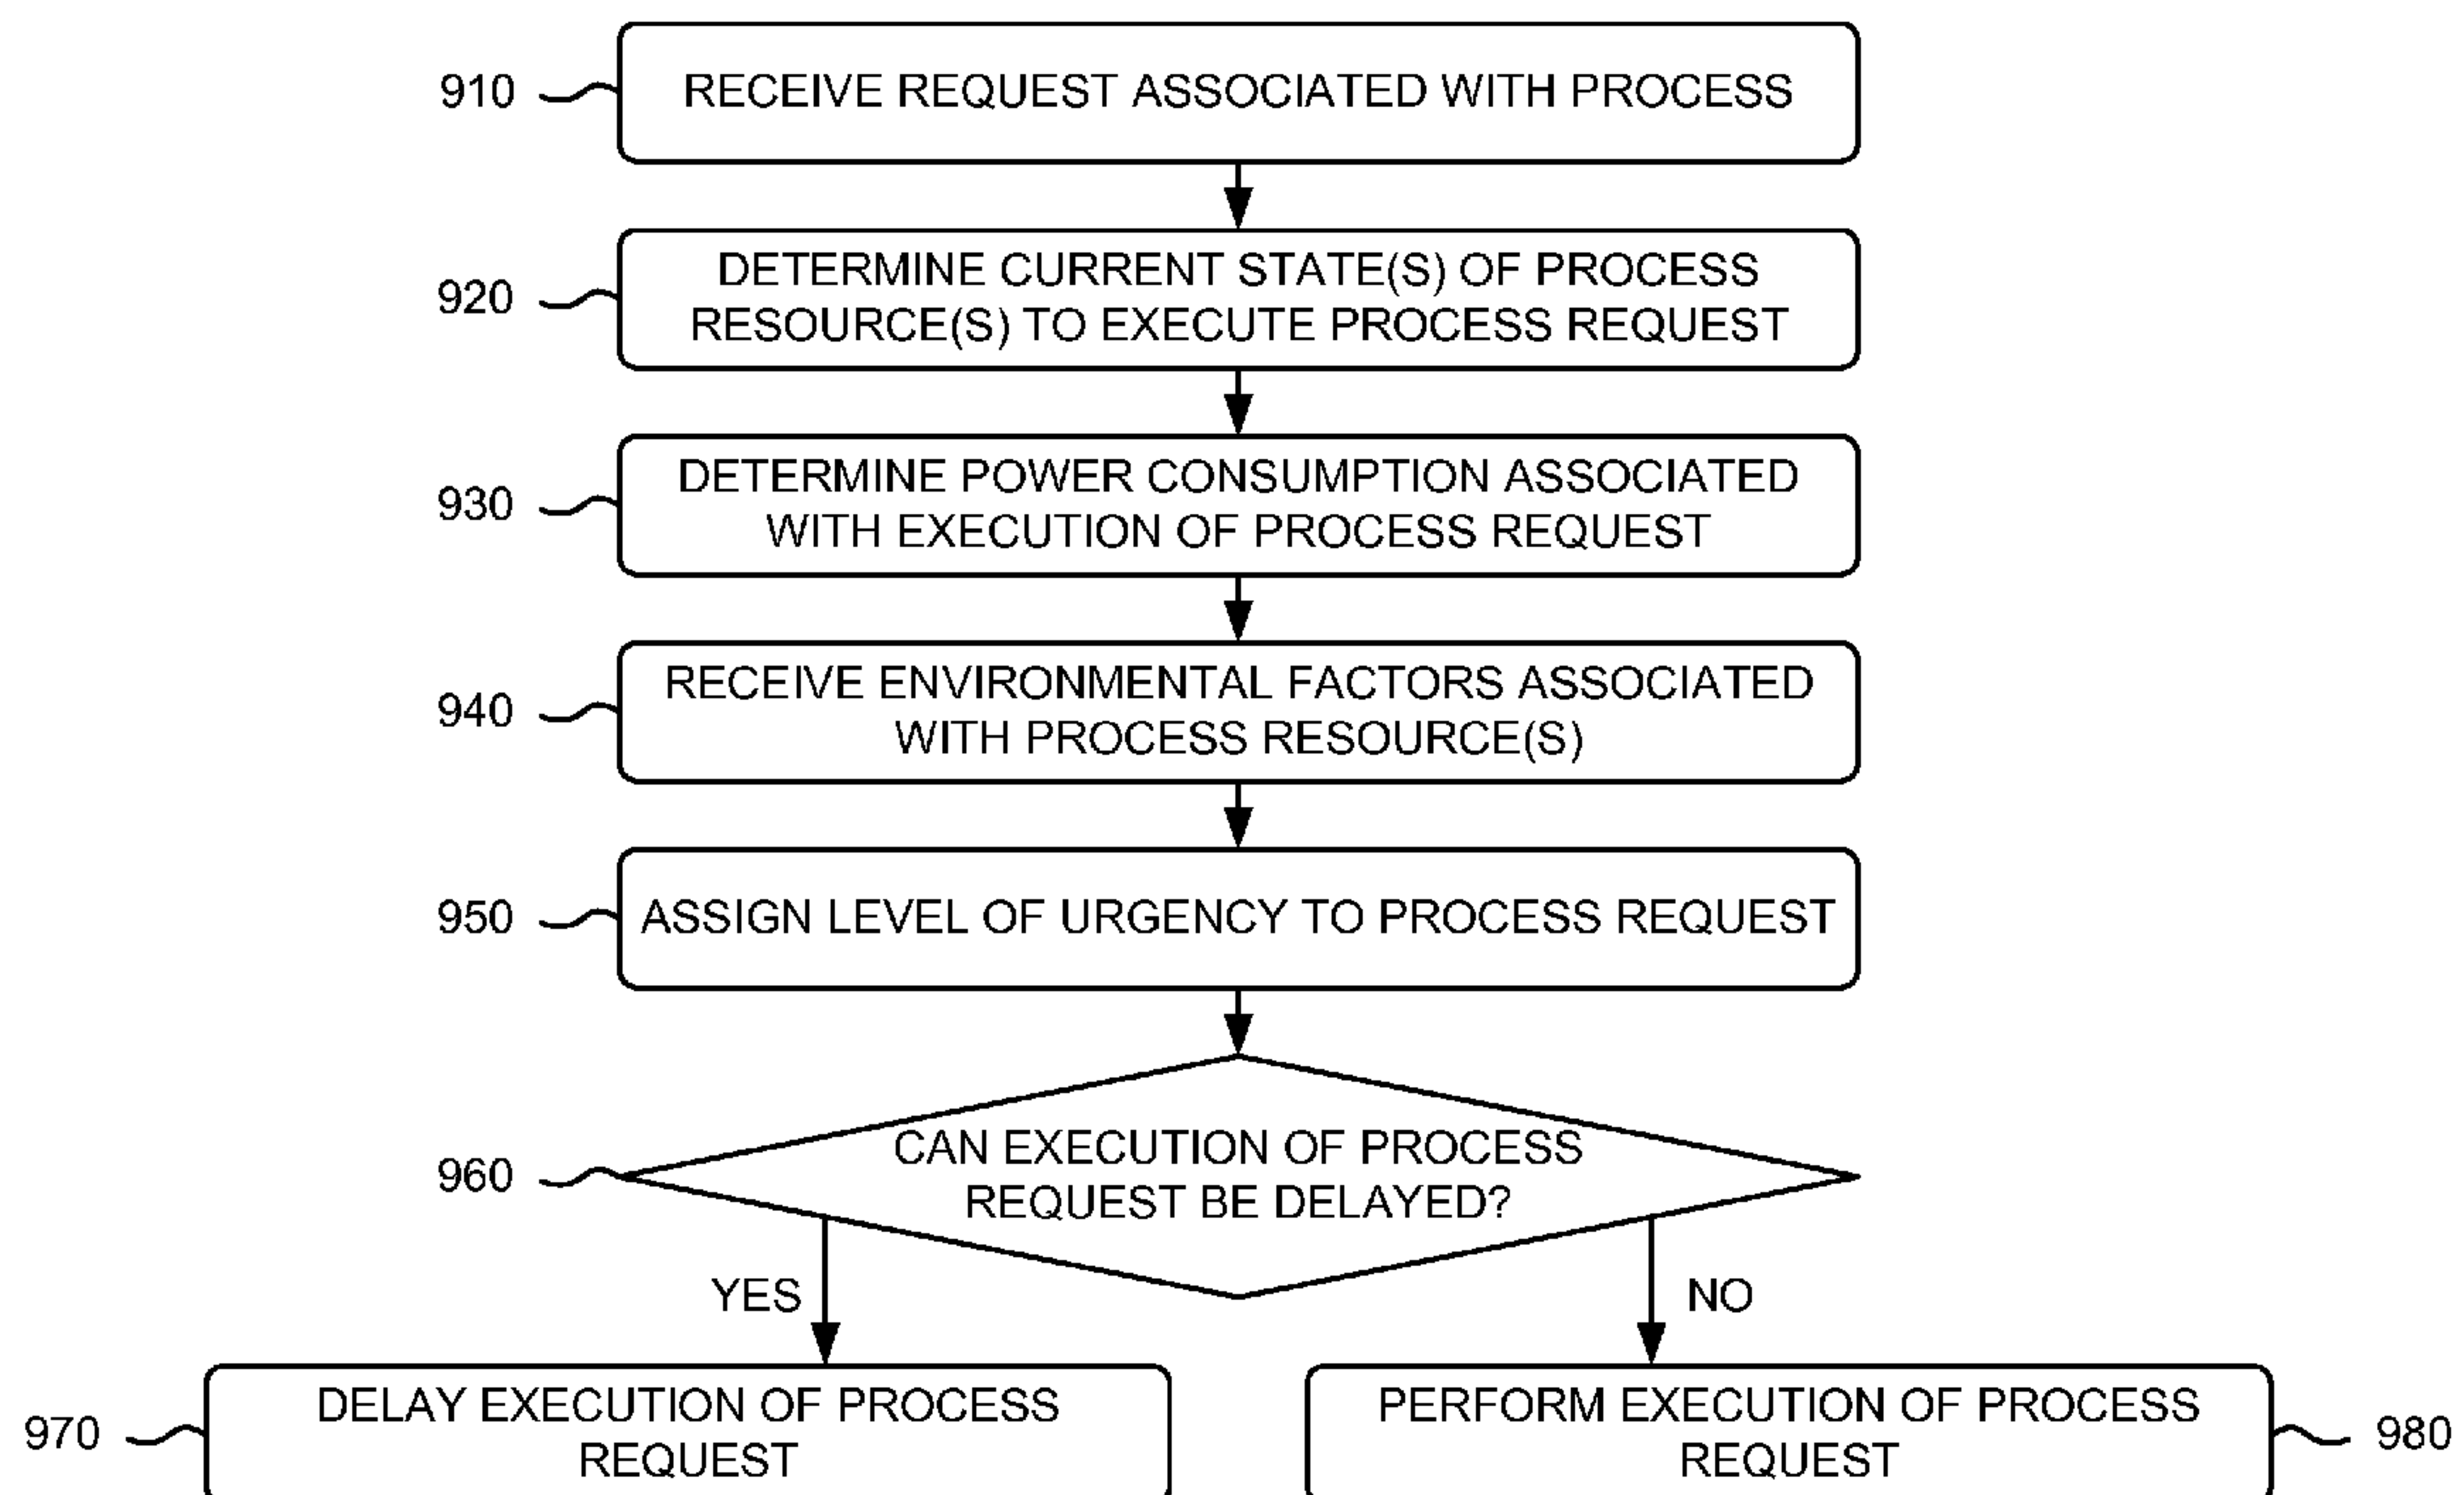 910
RECEIVE REQUEST ASSOCIATED WITH PROCESS
920
DETERMINE CURRENT STATE(S) OF PROCESS
RESOURCE(S) TO EXECUTE PROCESS REQUEST
930
DETERMINE POWER CONSUMPTION ASSOCIATED
WITH EXECUTION OF PROCESS REQUEST
940
RECEIVE ENVIRONMENTAL FACTORS ASSOCIATED
WITH PROCESS RESOURCE(S)
950
ASSIGN LEVEL OF URGENCY TO PROCESS REQUEST
960
CAN EXECUTION OF PROCESS
REQUEST BE DELAYED?
YES
NO
970
DELAY EXECUTION OF PROCESS
REQUEST
PERFORM EXECUTION OF PROCESS
REQUEST
980